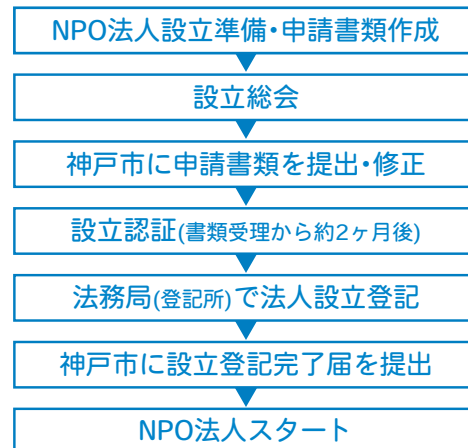 NPO法人設立準備・申請書類作成
設立総会
神戸市に申請書類を提出・修正
設立認証(書類受理から約2ヶ月後)
法務局(登記所)で法人設立登記
神戸市に設立登記完了届を提出
NPO法人スタート